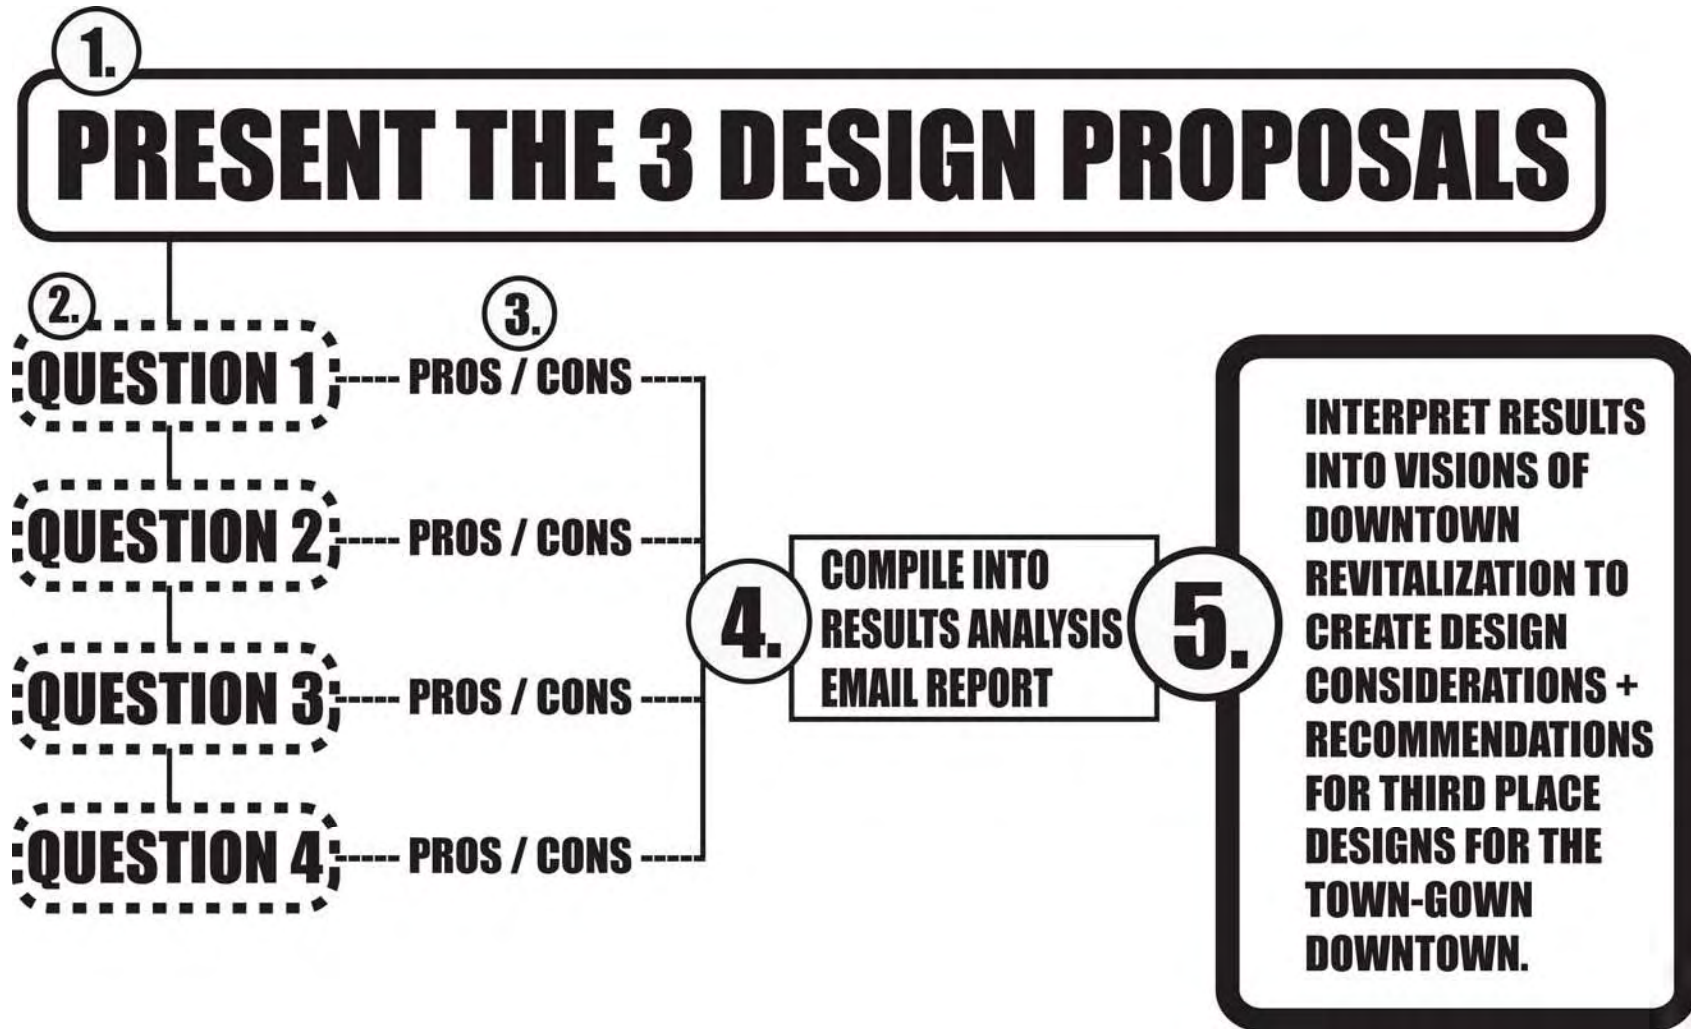 1.
PRESENT THE 3 DESIGN PROPOSALS
2.
3.
QUESTION 1 ----- PROS / CONS -----
QUESTION 2 ----- PROS / CONS -----
QUESTION 3 ----- PROS / CONS -----
QUESTION 4 ----- PROS / CONS -----
4.
COMPILE INTO
RESULTS ANALYSIS
EMAIL REPORT
5.
INTERPRET RESULTS
INTO VISIONS OF
DOWNTOWN
REVITALIZATION TO
CREATE DESIGN
CONSIDERATIONS +
RECOMMENDATIONS
FOR THIRD PLACE
DESIGNS FOR THE
TOWN-GOWN
DOWNTOWN.